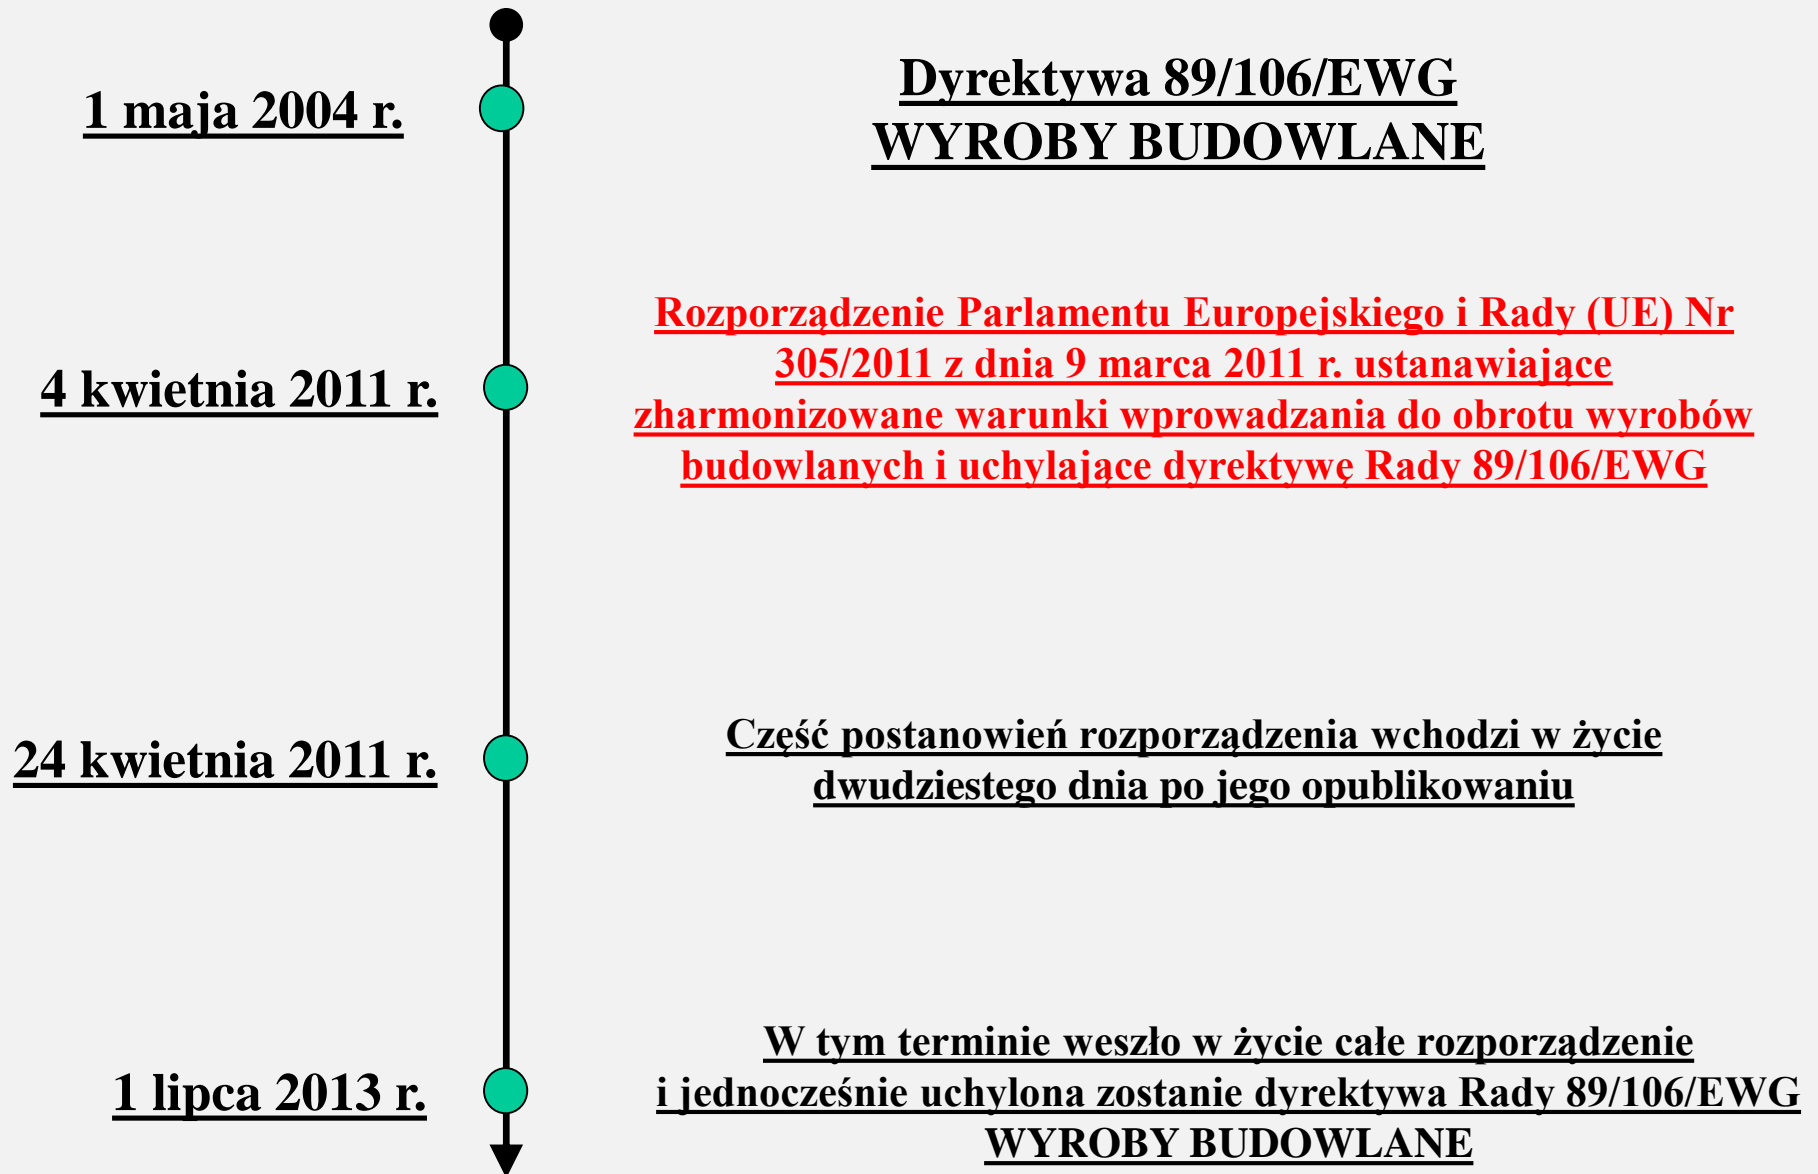 1 maja 2004 r.
Dyrektywa 89/106/EWG
WYROBY BUDOWLANE
4 kwietnia 2011 r.
Rozporządzenie Parlamentu Europejskiego i Rady (UE) Nr
305/2011 z dnia 9 marca 2011 r. ustanawiające
zharmonizowane warunki wprowadzania do obrotu wyrobów
budowlanych i uchylające dyrektywę Rady 89/106/EWG
24 kwietnia 2011 r.
Część postanowień rozporządzenia wchodzi w życie
dwudziestego dnia po jego opublikowaniu
1 lipca 2013 r.
W tym terminie weszło w życie całe rozporządzenie
i jednocześnie uchylona zostanie dyrektywa Rady 89/106/EWG
WYROBY BUDOWLANE